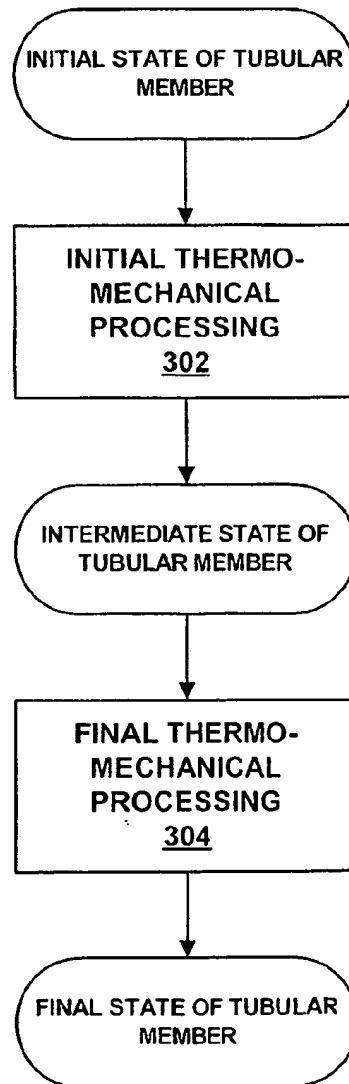 INITIAL STATE OF TUBULAR
MEMBER
INITIAL THERMO-
MECHANICAL
PROCESSING
302
INTERMEDIATE STATE OF
TUBULAR MEMBER
FINAL THERMO-
MECHANICAL
PROCESSING
304
FINAL STATE OF TUBULAR
MEMBER